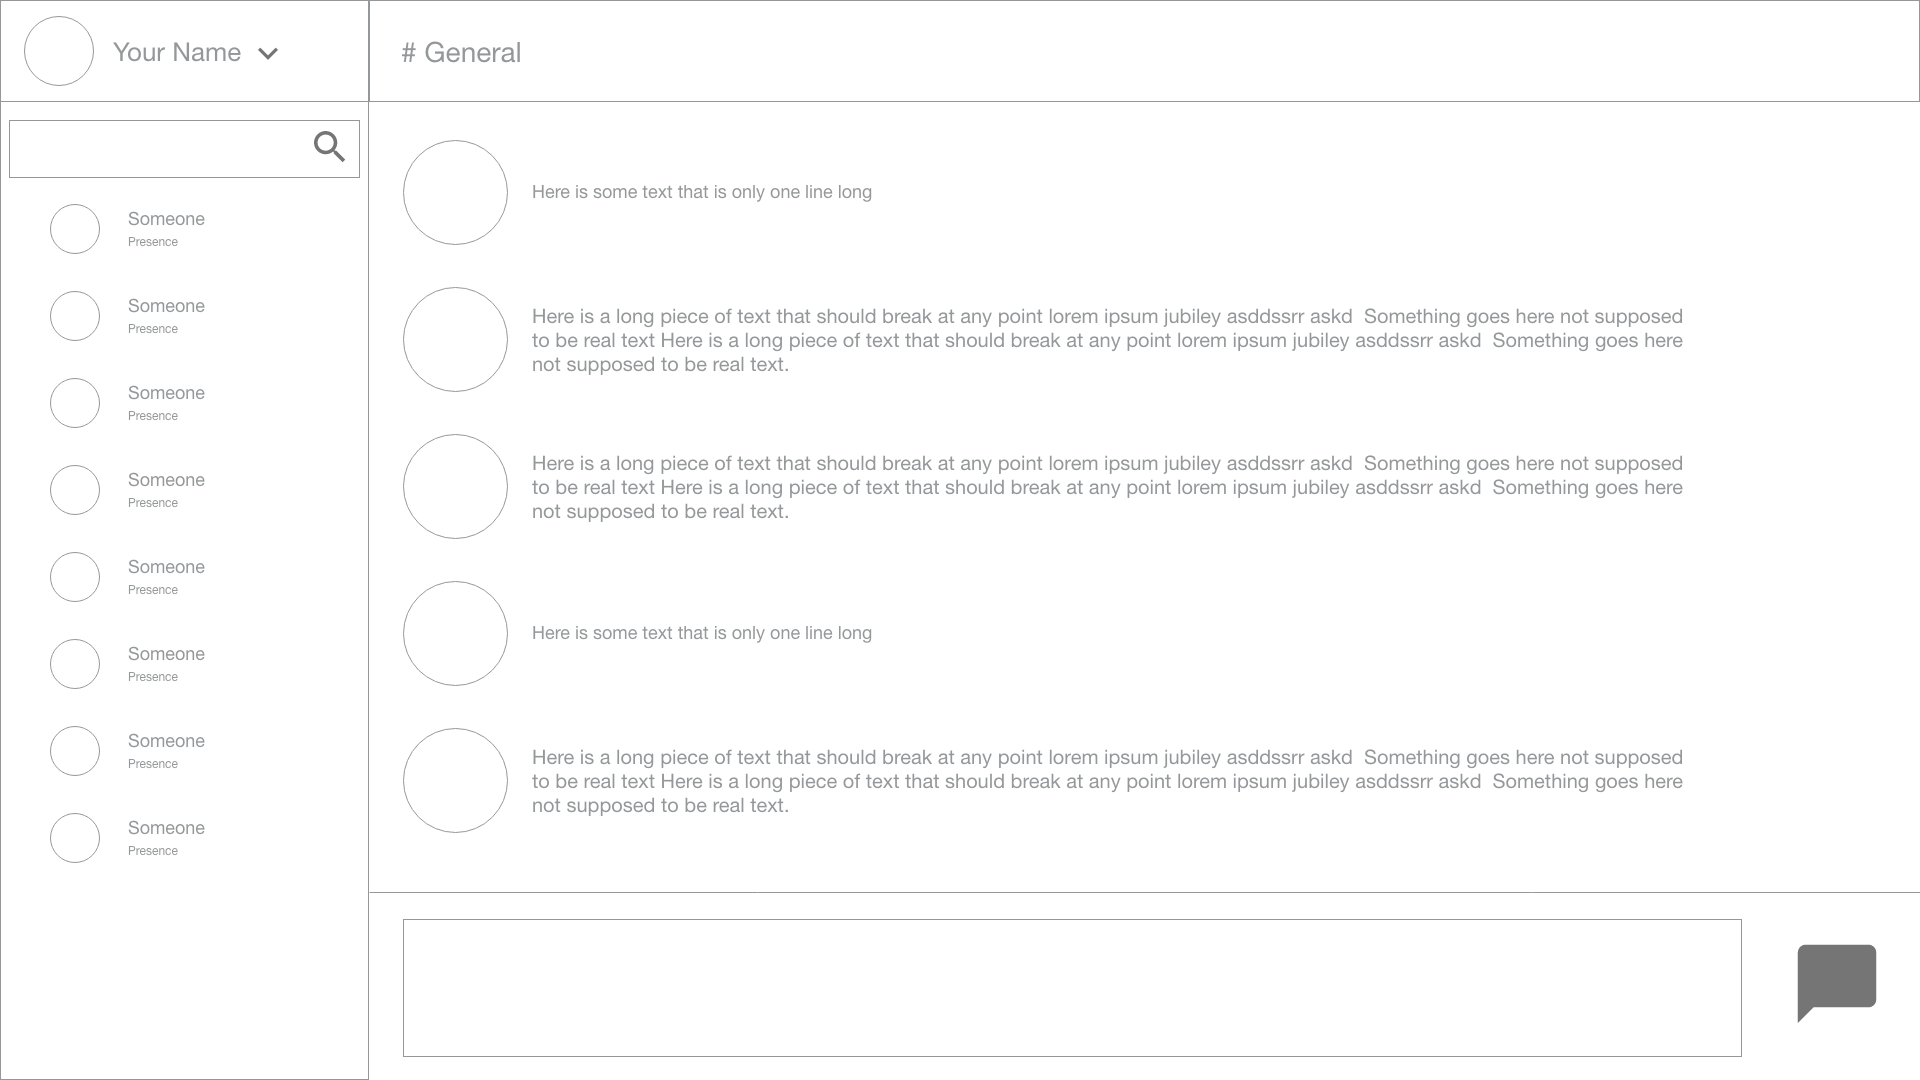 Your Name
# General
Someone
Presence
Someone
Presence
Someone
Presence
Someone
Presence
Someone
Presence
Someone
Presence
Someone
Presence
Someone
Presence
Here is some text that is only one line long
Here is a long piece of text that should break at any point lorem ipsum jubiley asddssrr askd  Something goes here not supposed
to be real text Here is a long piece of text that should break at any point lorem ipsum jubiley asddssrr askd  Something goes here
not supposed to be real text.
Here is a long piece of text that should break at any point lorem ipsum jubiley asddssrr askd  Something goes here not supposed
to be real text Here is a long piece of text that should break at any point lorem ipsum jubiley asddssrr askd  Something goes here
not supposed to be real text.
Here is some text that is only one line long
Here is a long piece of text that should break at any point lorem ipsum jubiley asddssrr askd  Something goes here not supposed
to be real text Here is a long piece of text that should break at any point lorem ipsum jubiley asddssrr askd  Something goes here
not supposed to be real text.